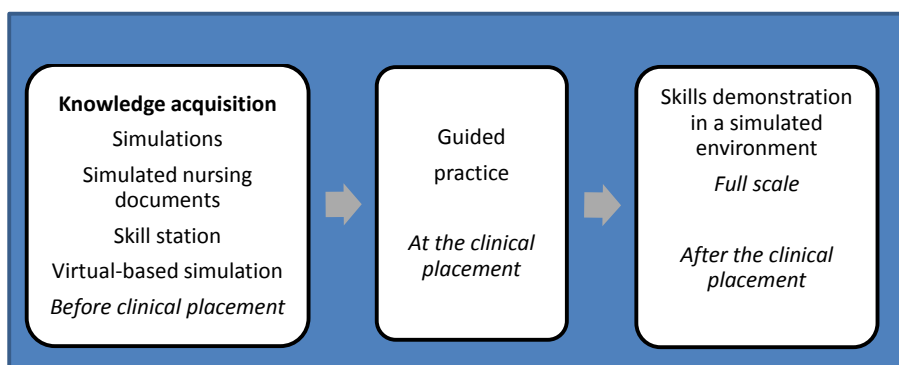 Knowledge acquisition
Simulations
Simulated nursing
documents
Skill station
Virtual-based simulation
Before clinical placement
Guided
practice
At the clinical
placement
Skills demonstration
in a simulated
environment
Full scale
After the clinical
placement